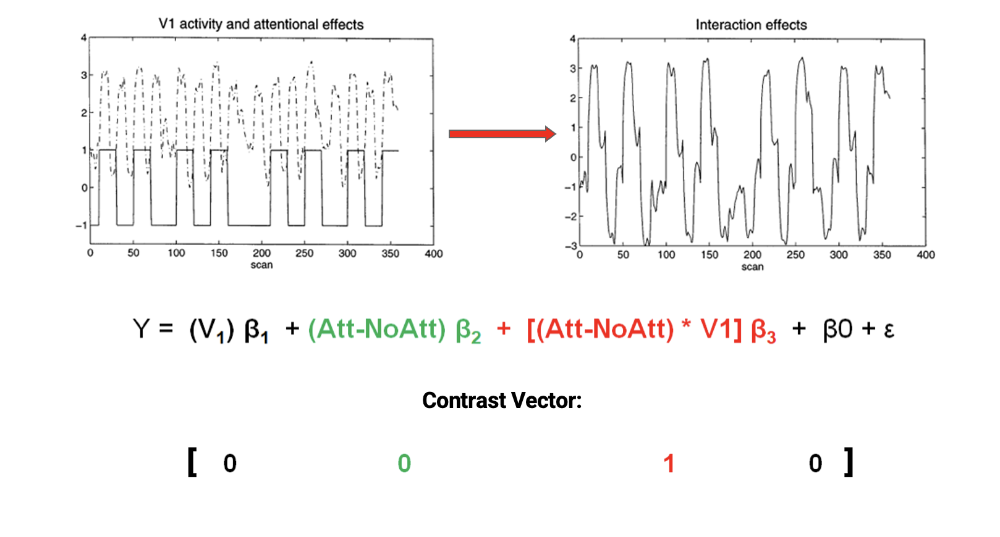 V1 activity and attentional effects
4
3
2
1
0
−1
0 50 100 150 200 250 300 350 400
scan
Interaction effects
4
3
2
1
0
−1
−2
−3
0 50 100 150 200 250 300 350 400
scan
Y = (V₁) β₁ + (Att-NoAtt) β₂ + [(Att-NoAtt) * V1] β₃ + β0 + ε
Contrast Vector:
[ 0 0 1 0 ]